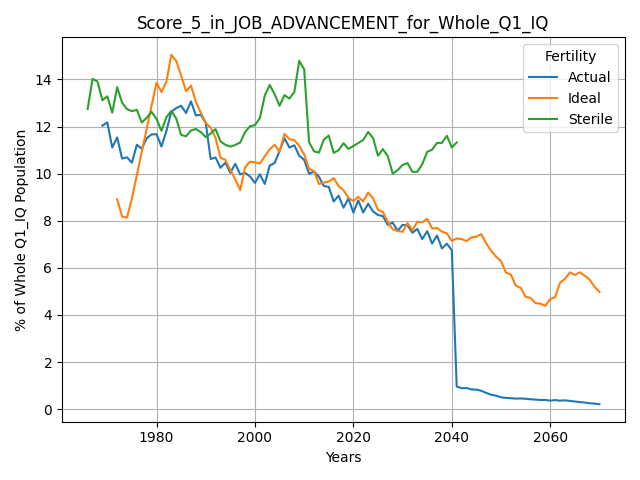 Score_5_in_JOB_ADVANCEMENT_for_Whole_Q1_IQ
Fertility
Actual
Ideal
Sterile
% of Whole Q1_IQ Population
14
12
10
8
6
4
2
0
1980 2000 2020 2040 2060
Years